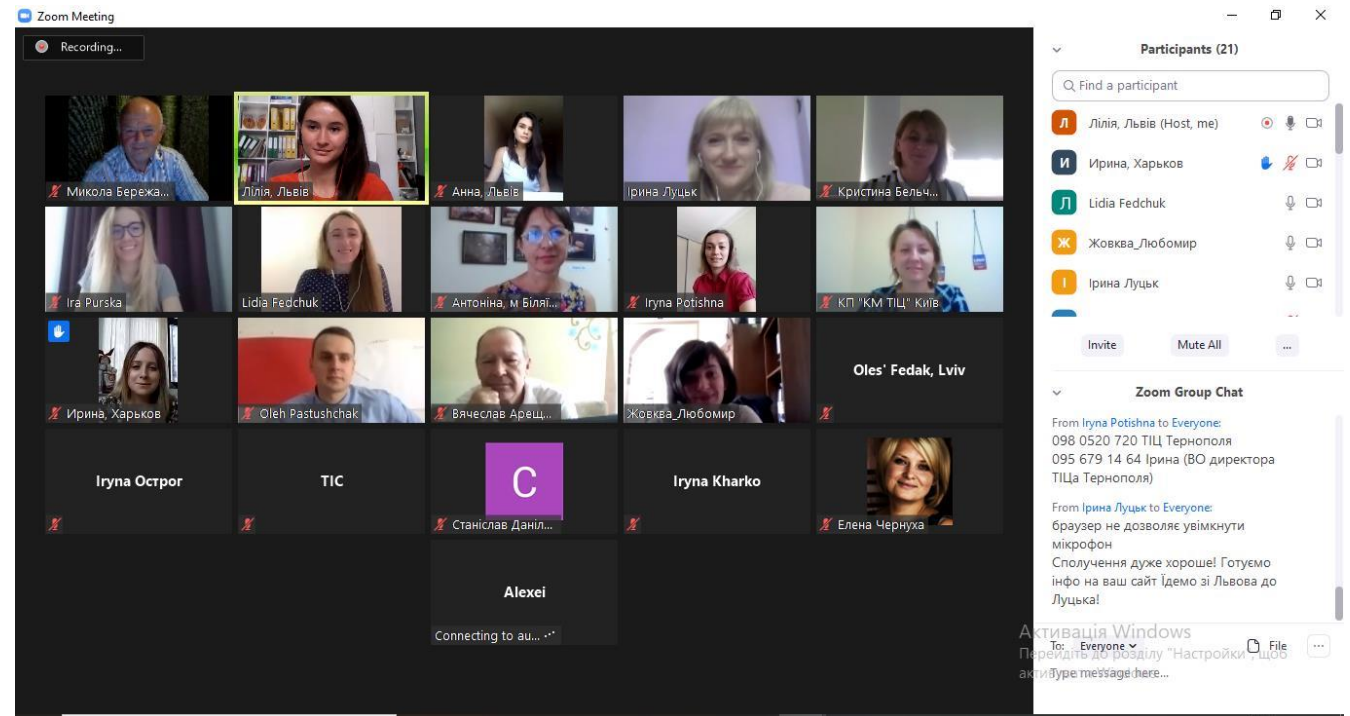 Zoom Meeting
Recording...
Микола Бережа...
Лілія, Львів
Анна, Львів
Ірина Луцьк
Кристина Бельч...
Ira Purska
Lidia Fedchuk
Антоніна, м Біляї...
Iryna Potishna
КП "КМ ТІЦ" Київ
Ирина, Харьков
Oleh Pastushchak
Вячеслав Арещ...
Жовква_Любомир
Oles' Fedak, Lviv
Iryna Острог
ТІС
С
Станіслав Даніл...
Iryna Kharko
Елена Чернуха
Alexei
Connecting to au...
Participants (21)
Find a participant
Л Лілія, Львів (Host, me)
И Ирина, Харьков
Л Lidia Fedchuk
Ж Жовква_Любомир
І Ірина Луцьк
Invite Mute All ...
Zoom Group Chat
From Iryna Potishna to Everyone:
098 0520 720 ТІЦ Тернополя
095 679 14 64 Ірина (ВО директора
ТІЦа Тернополя)
From Ірина Луцьк to Everyone:
браузер не дозволяє увімкнути
мікрофон
Сполучення дуже хороше! Готуємо
інфо на ваш сайт Їдемо зі Львова до
Луцька!
Активація Windows
To: Everyone File ...
Перейдіть до розділу "Настройки", щоб
Type message here...